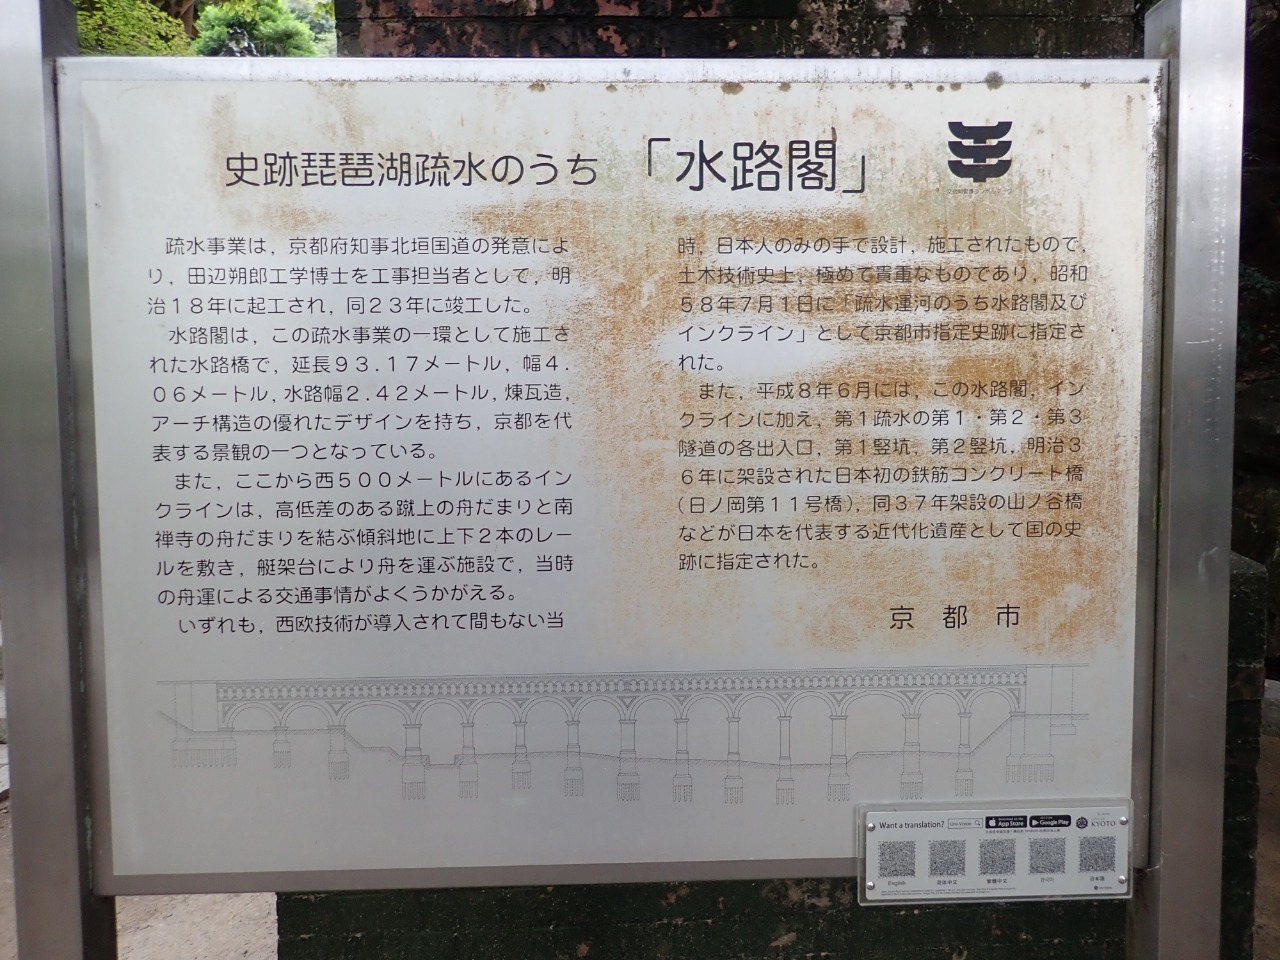 史跡琵琶湖疏水のうち 「水路閣」
疏水事業は，京都府知事北垣国道の発意によ
り，田辺朔郎工学博士を工事担当者として，明
治１８年に起工され，同２３年に竣工した。
水路閣は，この疏水事業の一環として施工さ
れた水路橋で，延長９３.１７メートル，幅４.
０６メートル，水路幅２.４２メートル，煉瓦造，
アーチ構造の優れたデザインを持ち，京都を代
表する景観の一つとなっている。
また，ここから西５００メートルにあるイン
クラインは，高低差のある蹴上の舟だまりと南
禅寺の舟だまりを結ぶ傾斜地に上下２本のレー
ルを敷き，艇架台により舟を運ぶ施設で，当時
の舟運による交通事情がよくうかがえる。
いずれも，西欧技術が導入されて間もない当
時，日本人のみの手で設計，施工されたもので，
土木技術史上，極めて貴重なものであり，昭和
５８年７月１日に「疏水運河のうち水路閣及び
インクライン」として京都市指定史跡に指定さ
れた。
また，平成８年６月には，この水路閣，イン
クラインに加え，第１疏水の第１・第２・第３
隧道の各出入口，第１竪坑，第２竪坑，明治３
６年に架設された日本初の鉄筋コンクリート橋
（日ノ岡第１１号橋），同３７年架設の山ノ谷橋
などが日本を代表する近代化遺産として国の史
跡に指定された。
京都市
Want a translation?
App Store
Google Play
KYOTO
English
简体中文
繁體中文
한국어
日本語